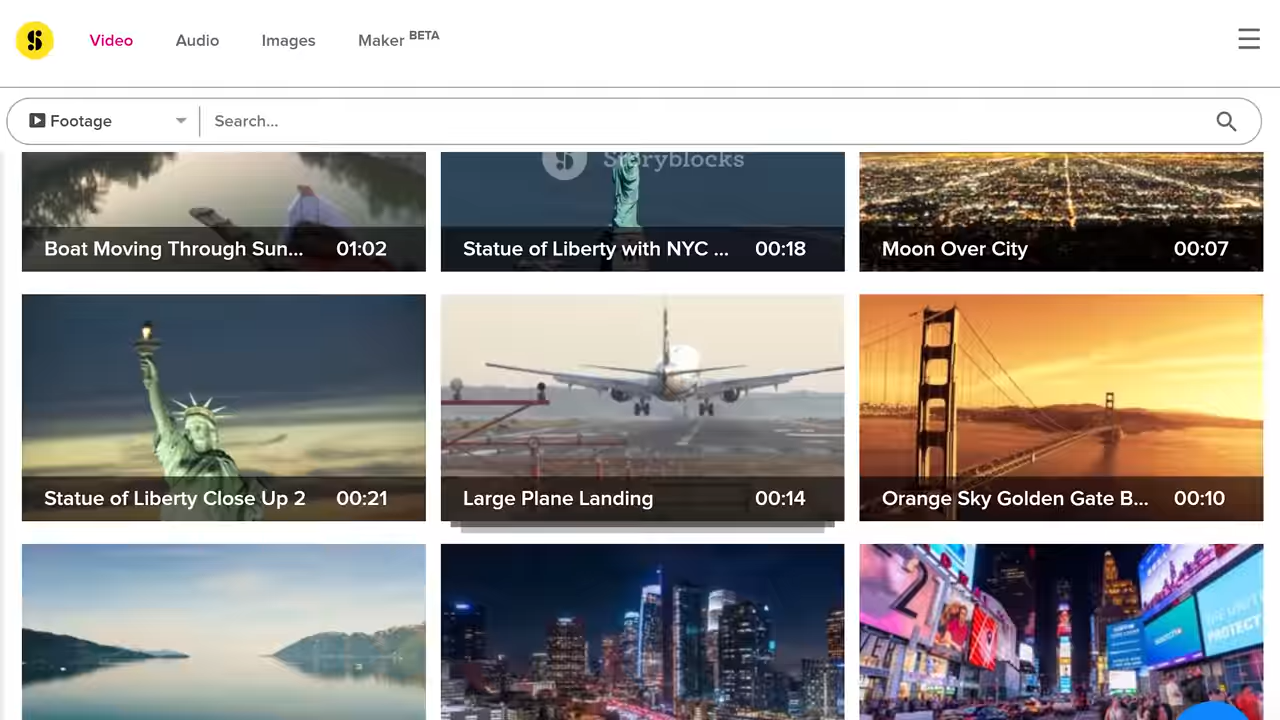 Video
Audio
Images
Maker BETA
Footage
Search...
Storyblocks
Boat Moving Through Sun... 01:02
Statue of Liberty with NYC ... 00:18
Moon Over City 00:07
Statue of Liberty Close Up 2 00:21
Large Plane Landing 00:14
Orange Sky Golden Gate B... 00:10
2
PROTECT